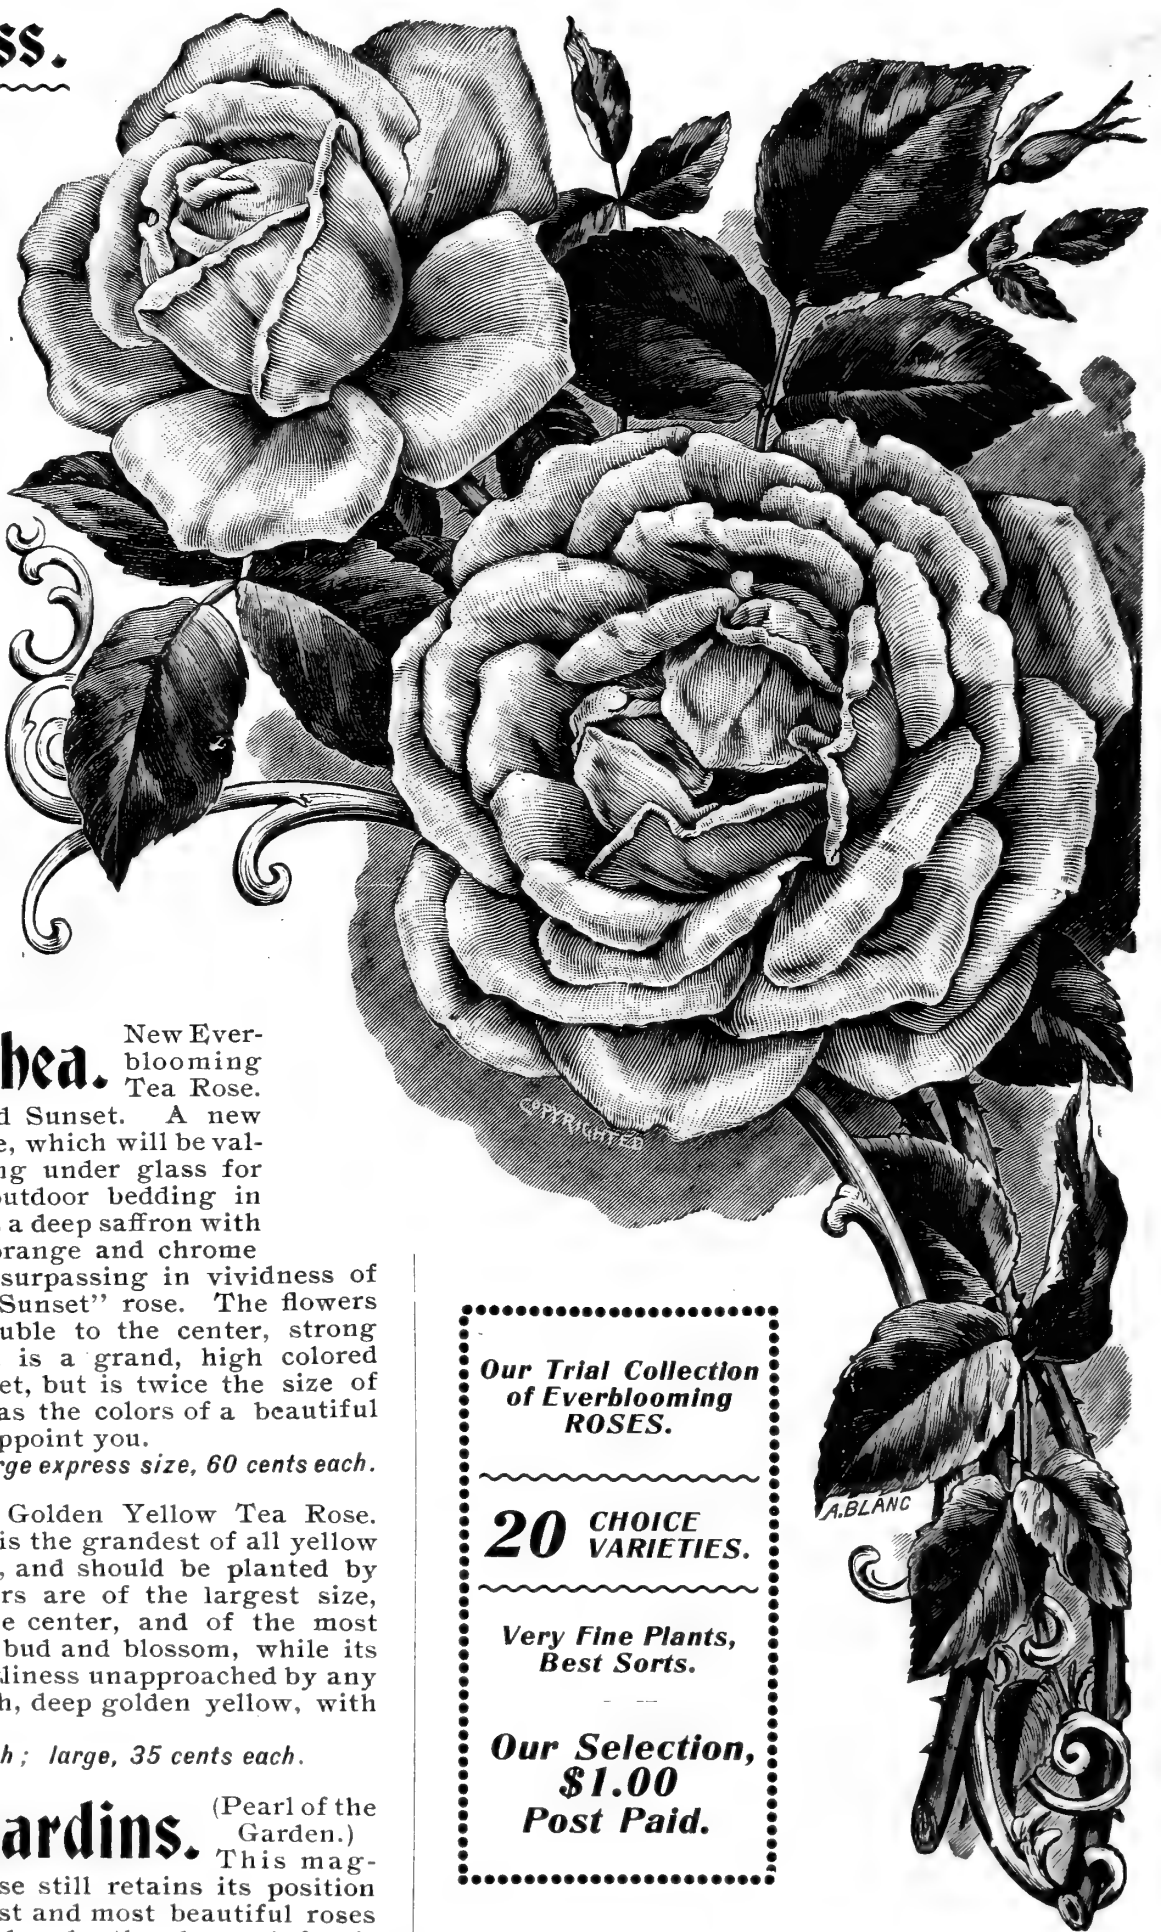 ss.
hea.
New Ever-
blooming
Tea Rose.
d Sunset. A new
e, which will be val-
ng under glass for
outdoor bedding in
a deep saffron with
orange and chrome
surpassing in vividness of
Sunset” rose. The flowers
uble to the center, strong
is a grand, high colored
et, but is twice the size of
as the colors of a beautiful
ppoint you.
rge express size, 60 cents each.
Golden Yellow Tea Rose.
is the grandest of all yellow
, and should be planted by
rs are of the largest size,
e center, and of the most
bud and blossom, while its
liness unapproached by any
h, deep golden yellow, with
h; large, 35 cents each.
ardins.
(Pearl of the
Garden.)
This mag-
se still retains its position
st and most beautiful roses
COPYRIGHTED
Our Trial Collection
of Everblooming
ROSES.
20 CHOICE
VARIETIES.
Very Fine Plants,
Best Sorts.
Our Selection,
$1.00
Post Paid.
A.BLANC